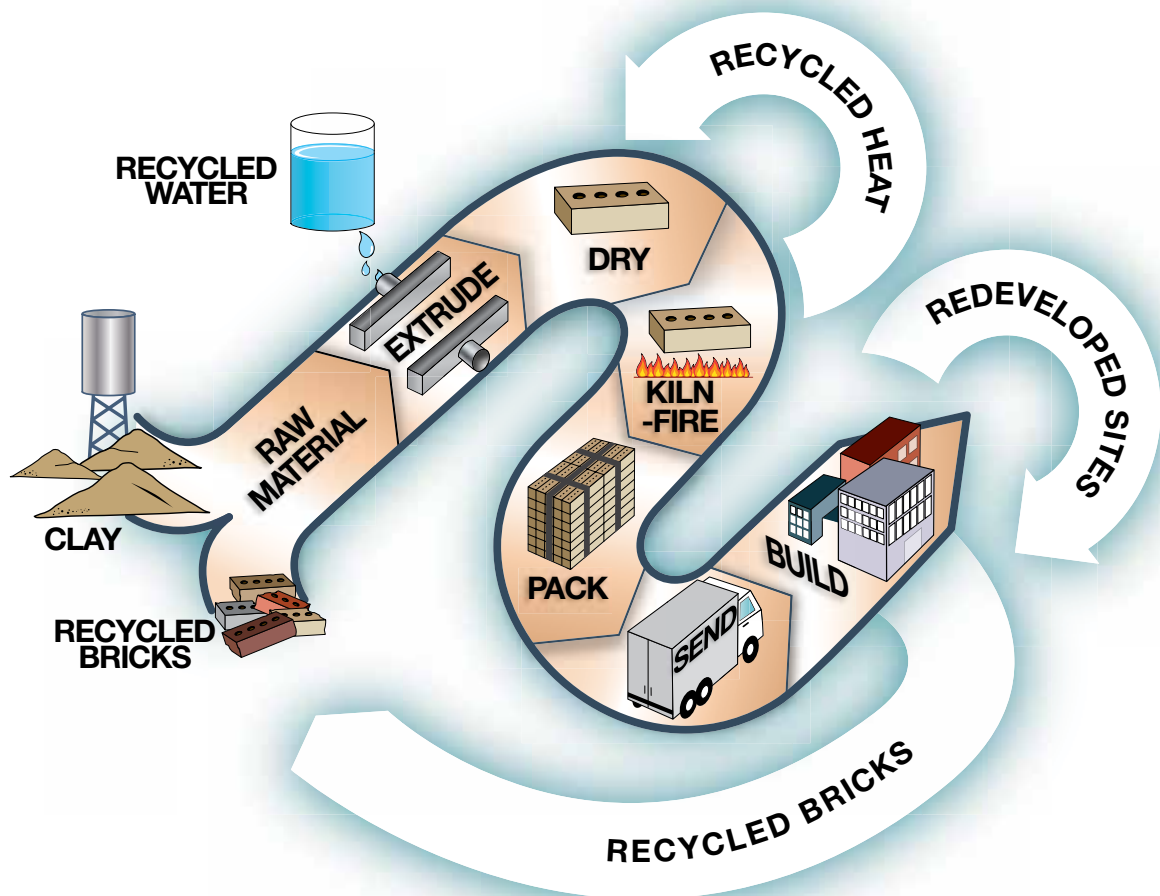 RECYCLED HEAT
RECYCLED
WATER
DRY
EXTRUDE
REDEVELOPED SITES
KILN
-FIRE
RAW
MATERIAL
CLAY
BUILD
PACK
SEND
RECYCLED
BRICKS
RECYCLED BRICKS